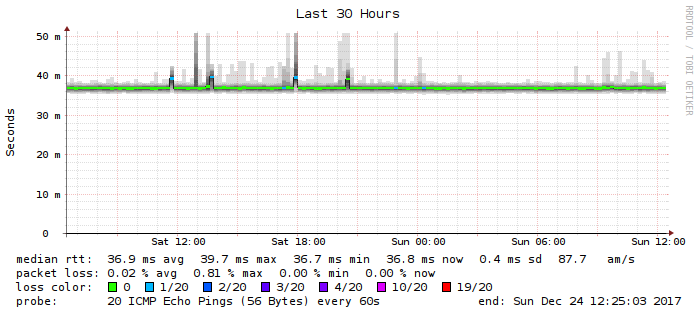 Last 30 Hours
RRDTOOL / TOBI OETIKER
Seconds
50 m
40 m
30 m
20 m
10 m
0
Sat 12:00 Sat 18:00 Sun 00:00 Sun 06:00 Sun 12:00
median rtt: 36.9 ms avg 39.7 ms max 36.7 ms min 36.8 ms now 0.4 ms sd 87.7 am/s
packet loss: 0.02 % avg 0.81 % max 0.00 % min 0.00 % now
loss color: 0 1/20 2/20 3/20 4/20 10/20 19/20
probe: 20 ICMP Echo Pings (56 Bytes) every 60s end: Sun Dec 24 12:25:03 2017